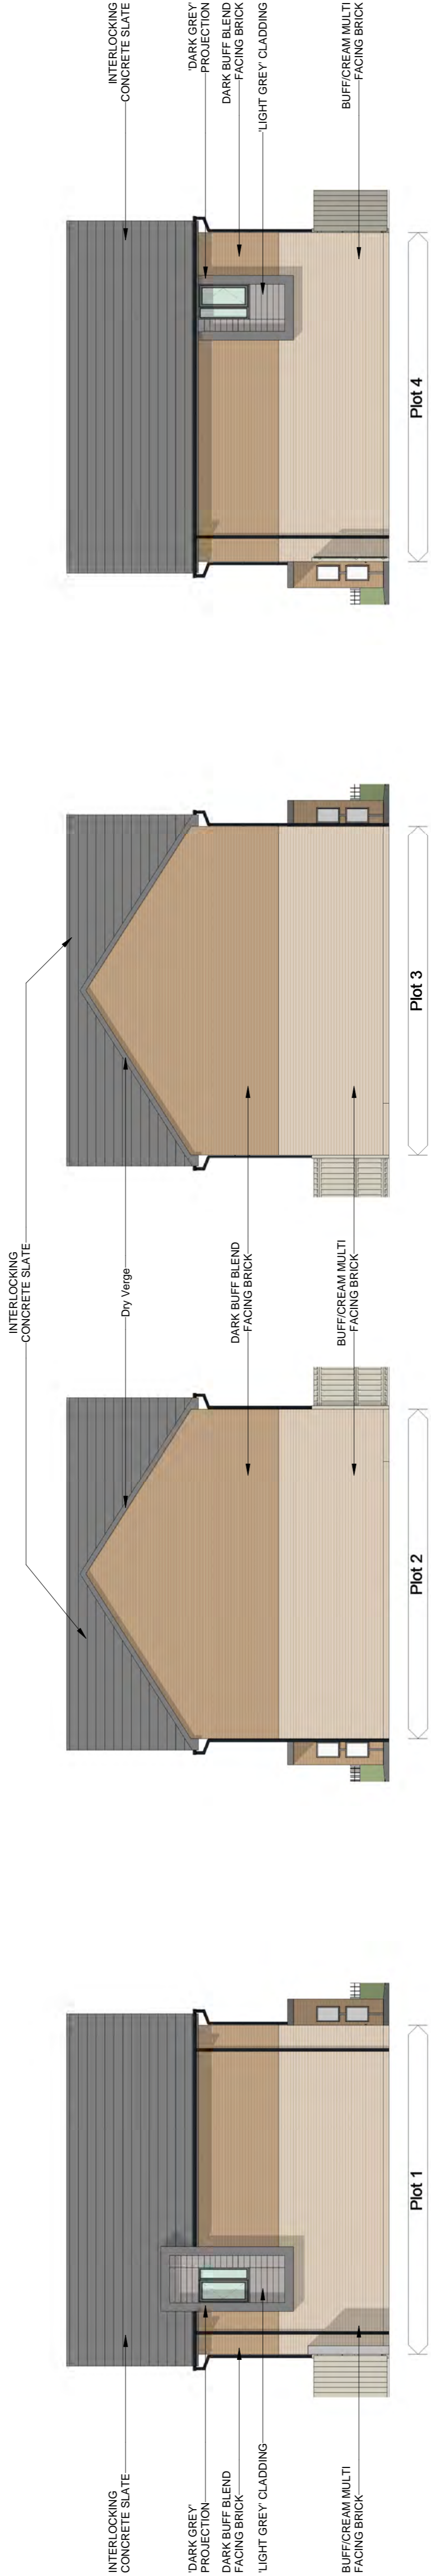 INTERLOCKING
CONCRETE SLATE
'DARK GREY'
PROJECTION
DARK BUFF BLEND
FACING BRICK
'LIGHT GREY' CLADDING
BUFF/CREAM MULTI
FACING BRICK
Plot 1
INTERLOCKING
CONCRETE SLATE
Dry Verge
DARK BUFF BLEND
FACING BRICK
BUFF/CREAM MULTI
FACING BRICK
Plot 2
Plot 3
INTERLOCKING
CONCRETE SLATE
'DARK GREY'
PROJECTION
DARK BUFF BLEND
FACING BRICK
'LIGHT GREY' CLADDING
BUFF/CREAM MULTI
FACING BRICK
Plot 4